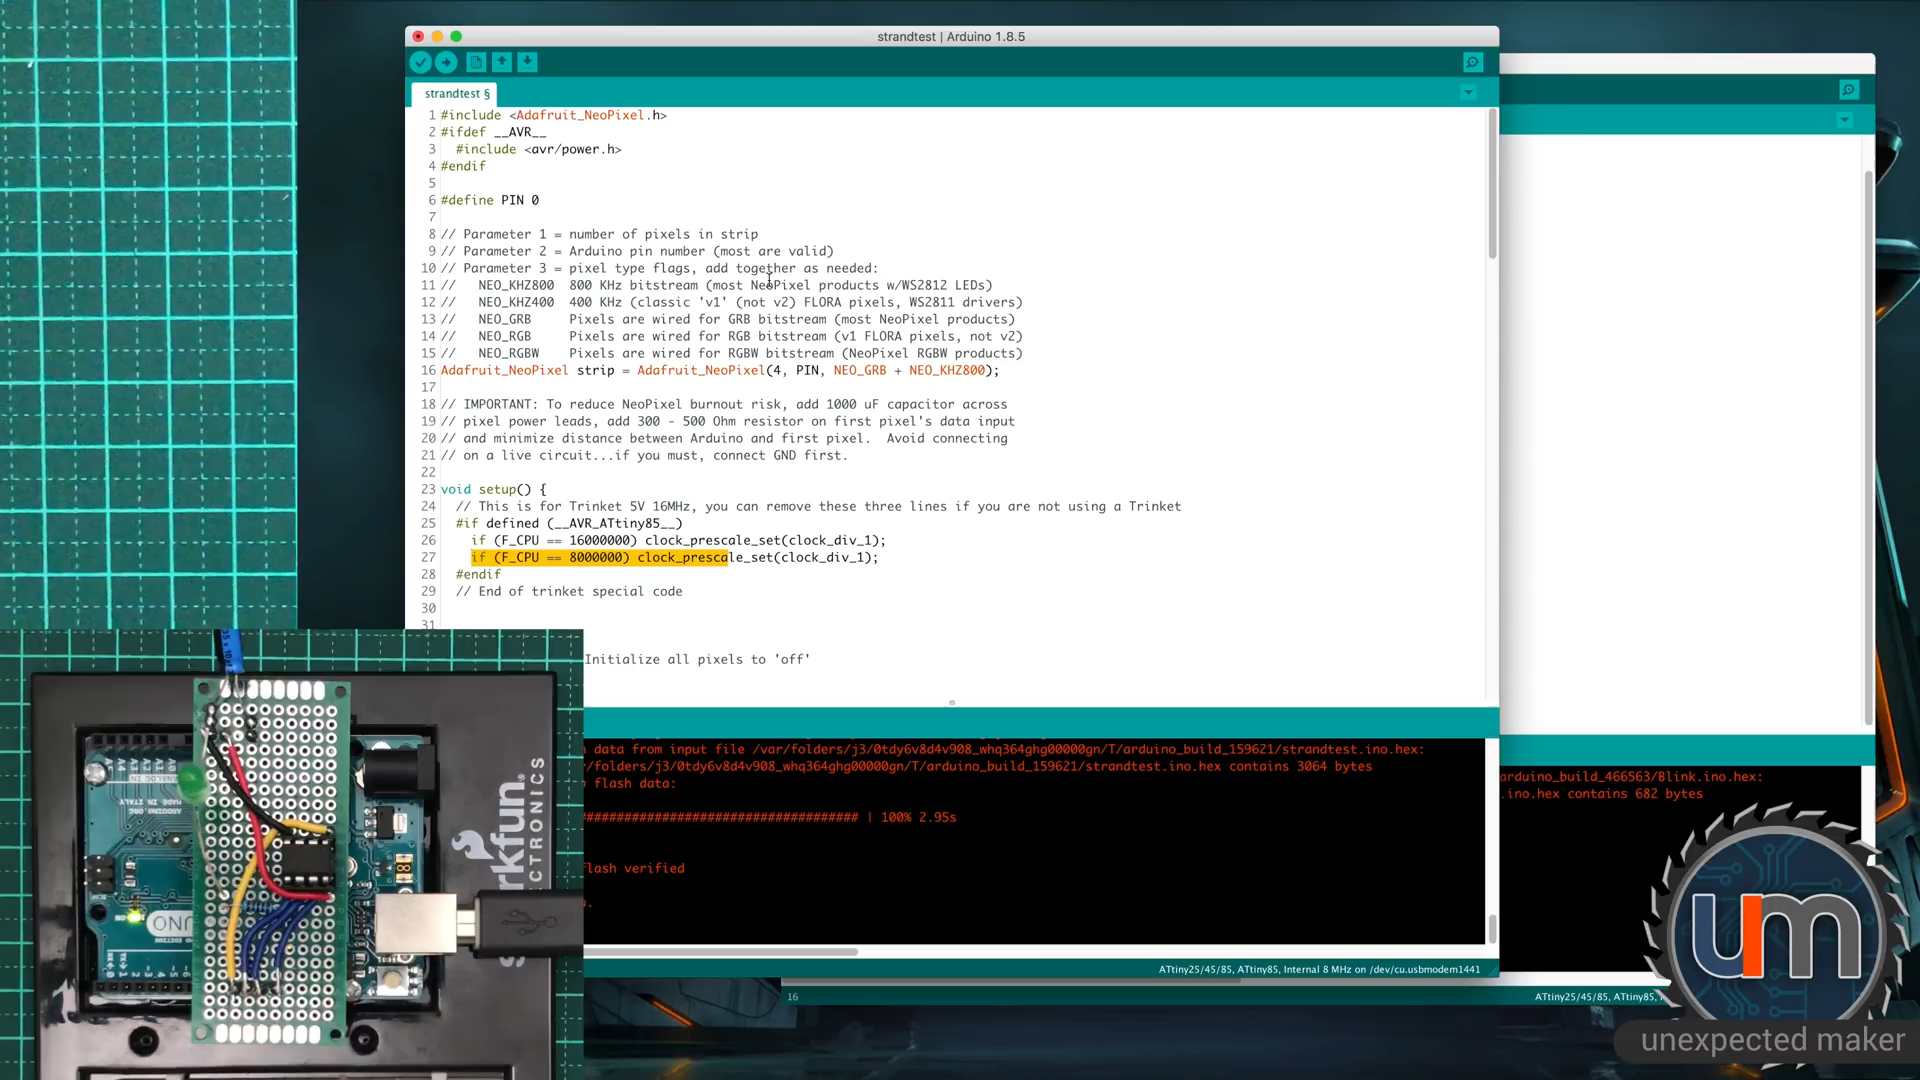 strandtest | Arduino 1.8.5
strandtest §
1 #include <Adafruit_NeoPixel.h>
2 #ifdef __AVR__
3 #include <avr/power.h>
4 #endif
5
6 #define PIN 0
7
8 // Parameter 1 = number of pixels in strip
9 // Parameter 2 = Arduino pin number (most are valid)
10 // Parameter 3 = pixel type flags, add together as needed:
11 // NEO_KHZ800 800 KHz bitstream (most NeoPixel products w/WS2812 LEDs)
12 // NEO_KHZ400 400 KHz (classic 'v1' (not v2) FLORA pixels, WS2811 drivers)
13 // NEO_GRB Pixels are wired for GRB bitstream (most NeoPixel products)
14 // NEO_RGB Pixels are wired for RGB bitstream (v1 FLORA pixels, not v2)
15 // NEO_RGBW Pixels are wired for RGBW bitstream (NeoPixel RGBW products)
16 Adafruit_NeoPixel strip = Adafruit_NeoPixel(4, PIN, NEO_GRB + NEO_KHZ800);
17
18 // IMPORTANT: To reduce NeoPixel burnout risk, add 1000 uF capacitor across
19 // pixel power leads, add 300 - 500 Ohm resistor on first pixel's data input
20 // and minimize distance between Arduino and first pixel. Avoid connecting
21 // on a live circuit...if you must, connect GND first.
22
23 void setup() {
24 // This is for Trinket 5V 16MHz, you can remove these three lines if you are not using a Trinket
25 #if defined (__AVR_ATtiny85__)
26 if (F_CPU == 16000000) clock_prescale_set(clock_div_1);
27 if (F_CPU == 8000000) clock_prescale_set(clock_div_1);
28 #endif
29 // End of trinket special code
30
31
Initialize all pixels to 'off'
data from input file /var/folders/j3/0tdy6v8d4v908_whq364ghg00000gn/T/arduino_build_159621/strandtest.ino.hex:
/folders/j3/0tdy6v8d4v908_whq364ghg00000gn/T/arduino_build_159621/strandtest.ino.hex contains 3064 bytes
flash data:
#################################### | 100% 2.95s
lash verified
ATtiny25/45/85, ATtiny85, Internal 8 MHz on /dev/cu.usbmodem1441
arduino_build_466563/Blink.ino.hex:
.ino.hex contains 682 bytes
16
ATtiny25/45/85, ATtiny85,
um
unexpected maker
rkfun
ECTRONICS
ANALOG IN
MADE IN ITALY
ARDUINO.ORG
UNO